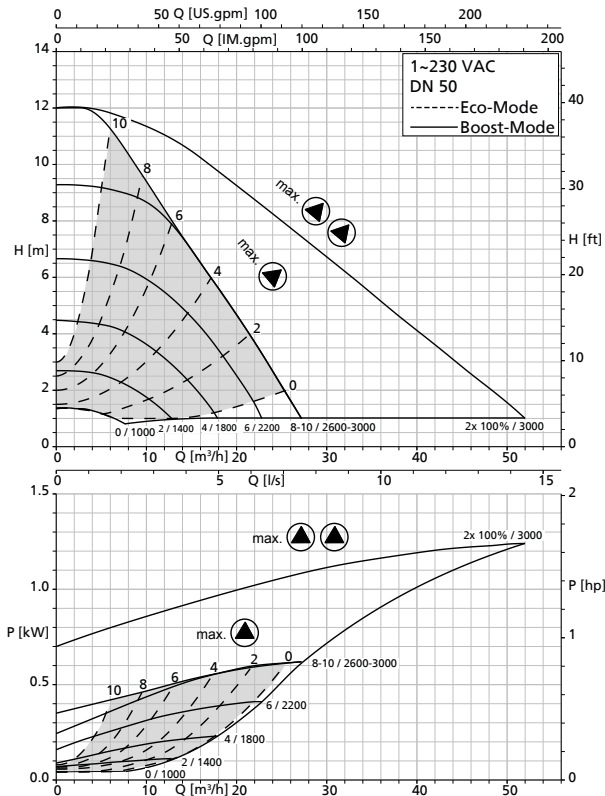 0 50 100 150 200
Q [US.gpm]
0 50 100 150 200
Q [IM.gpm]
14
12
10
8
H [m]
6
4
2
0
1~230 VAC
DN 50
Eco-Mode
Boost-Mode
40
30
H [ft]
20
10
0
10
8
6
4
2
0
max.
max.
0 / 1000
2 / 1400
4 / 1800
6 / 2200
8-10 / 2600-3000
2x 100% / 3000
0 10 20 30 40 50
Q [m³/h]
0 5 10 15
Q [l/s]
1.5
1.0
P [kW]
0.5
0.0
2
P [hp]
1
0
max.
2x 100% / 3000
max.
10
8
6
4
2
0
8-10 / 2600-3000
6 / 2200
4 / 1800
2 / 1400
0 / 1000
0 10 20 30 40 50
Q [m³/h]